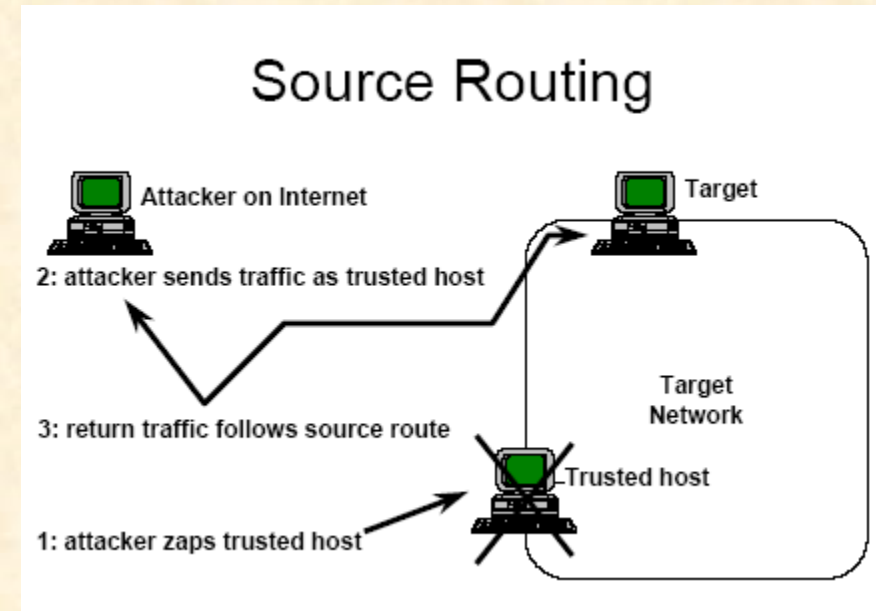 Source Routing
Attacker on Internet
Target
2: attacker sends traffic as trusted host
Target
Network
3: return traffic follows source route
Trusted host
1: attacker zaps trusted host